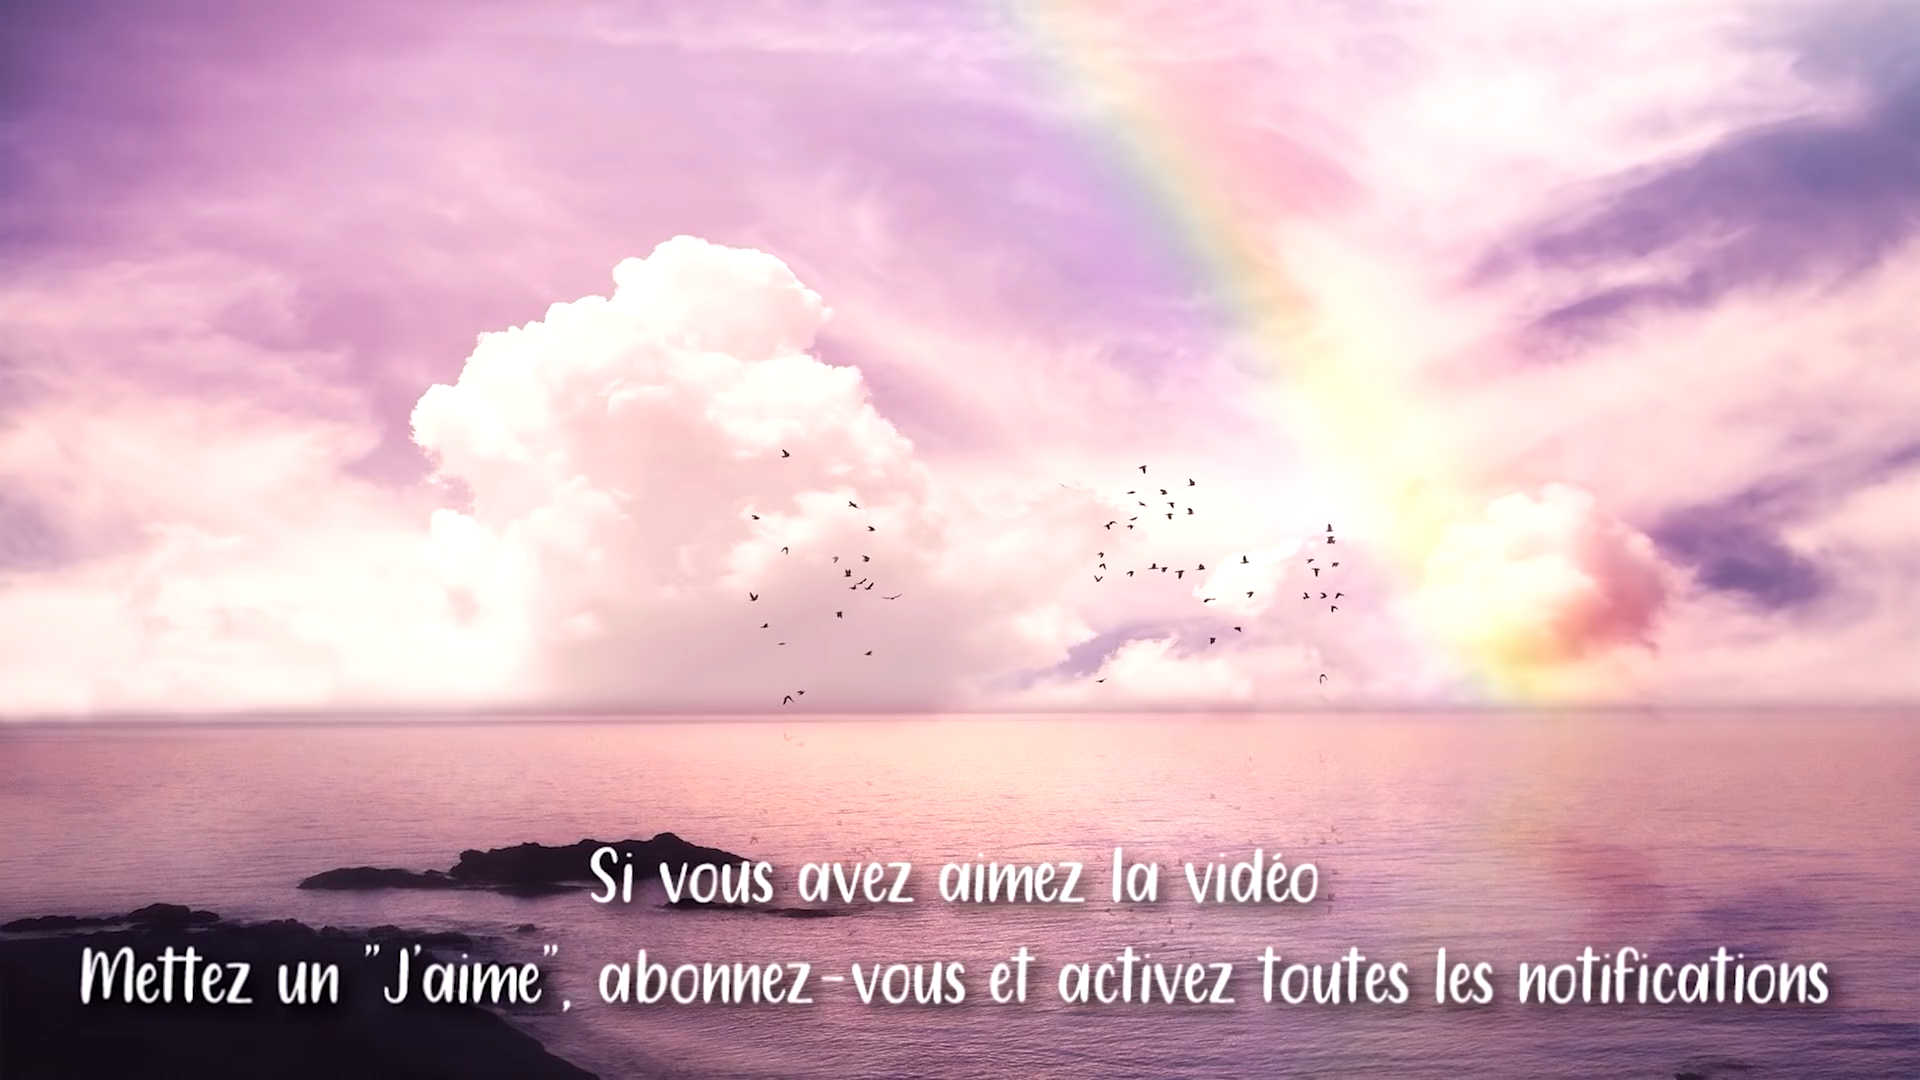 Si vous avez aimez la vidéo
Mettez un "J'aime", abonnez-vous et activez toutes les notifications